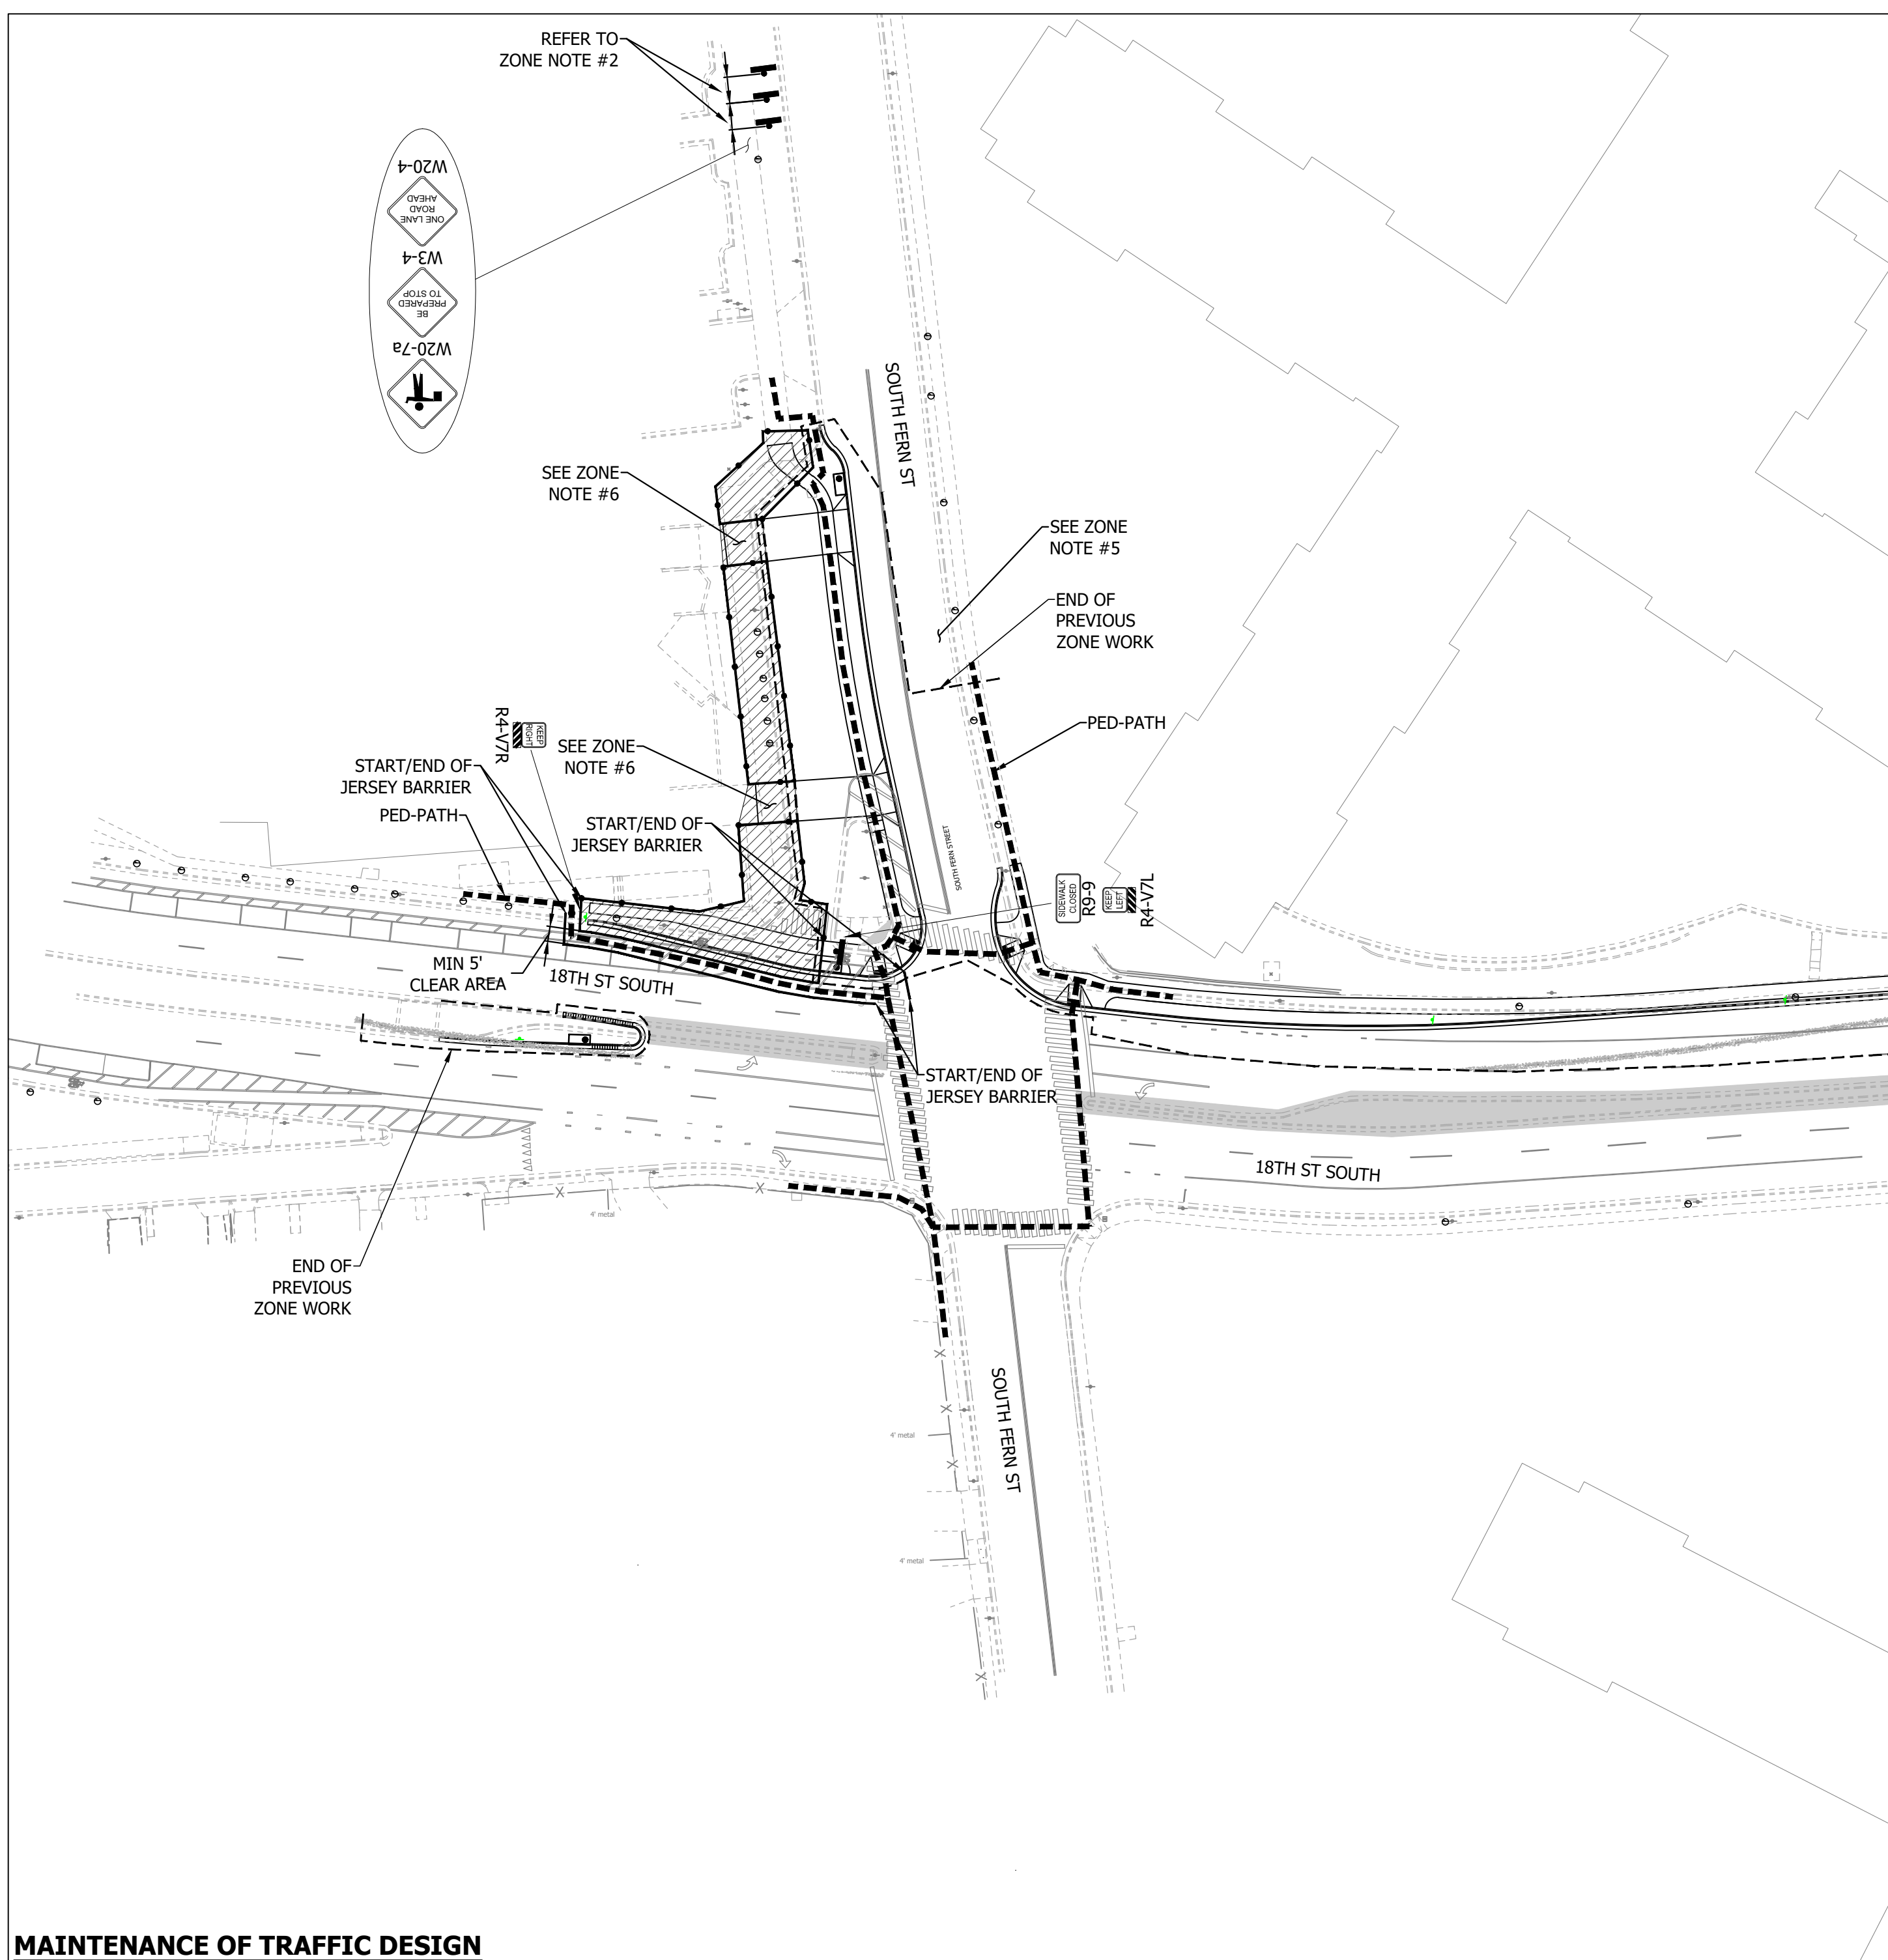 REFER TO
ZONE NOTE #2
W20-4
ONE LANE
ROAD
AHEAD
W3-4
BE
PREPARED
TO STOP
W20-7a
SOUTH FERN ST
SEE ZONE
NOTE #6
SEE ZONE
NOTE #5
END OF
PREVIOUS
ZONE WORK
PED-PATH
R4-V7R
KEEP
RIGHT
SEE ZONE
NOTE #6
START/END OF
JERSEY BARRIER
PED-PATH
START/END OF
JERSEY BARRIER
SOUTH FERN STREET
SIDEWALK
CLOSED
R9-9
KEEP
LEFT
R4-V7L
MIN 5'
CLEAR AREA
18TH ST SOUTH
START/END OF
JERSEY BARRIER
18TH ST SOUTH
4' metal
END OF
PREVIOUS
ZONE WORK
SOUTH FERN ST
4' metal
4' metal
MAINTENANCE OF TRAFFIC DESIGN